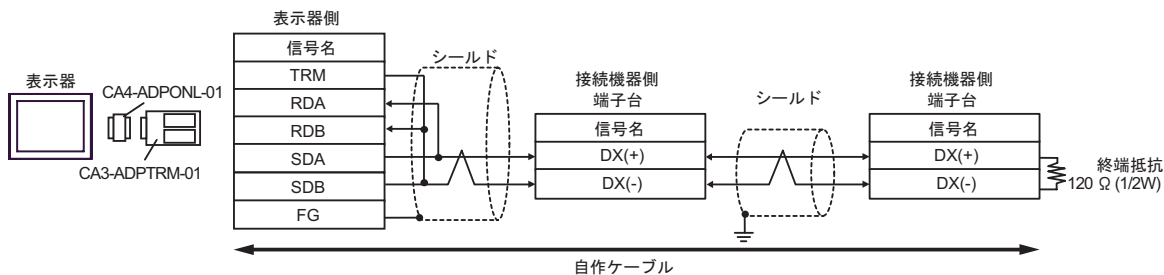 表示器側
信号名
TRM
RDA
RDB
SDA
SDB
FG
シールド
表示器
CA4-ADPONL-01
CA3-ADPTRM-01
接続機器側
端子台
信号名
DX(+)
DX(-)
シールド
接続機器側
端子台
信号名
DX(+)
DX(-)
終端抵抗
120 Ω (1/2W)
自作ケーブル